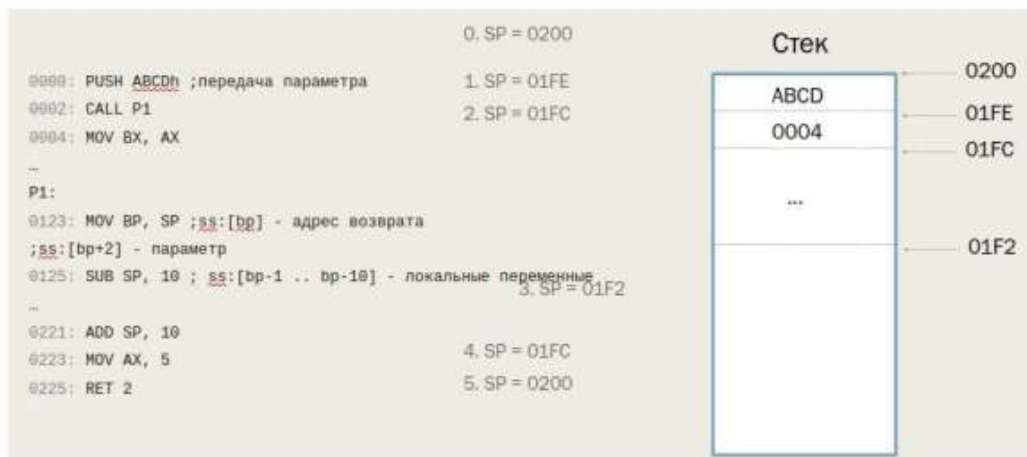 0. SP = 0200
Стек
0000: PUSH ABCDh ;передача параметра
1. SP = 01FE
0002: CALL P1
2. SP = 01FC
0004: MOV BX, AX
…
P1:
0123: MOV BP, SP ;ss:[bp] - адрес возврата
;ss:[bp+2] - параметр
0125: SUB SP, 10 ; ss:[bp-1 .. bp-10] - локальные переменные
3. SP = 01F2
…
0221: ADD SP, 10
0223: MOV AX, 5
4. SP = 01FC
0225: RET 2
5. SP = 0200
ABCD
0004
...
0200
01FE
01FC
01F2